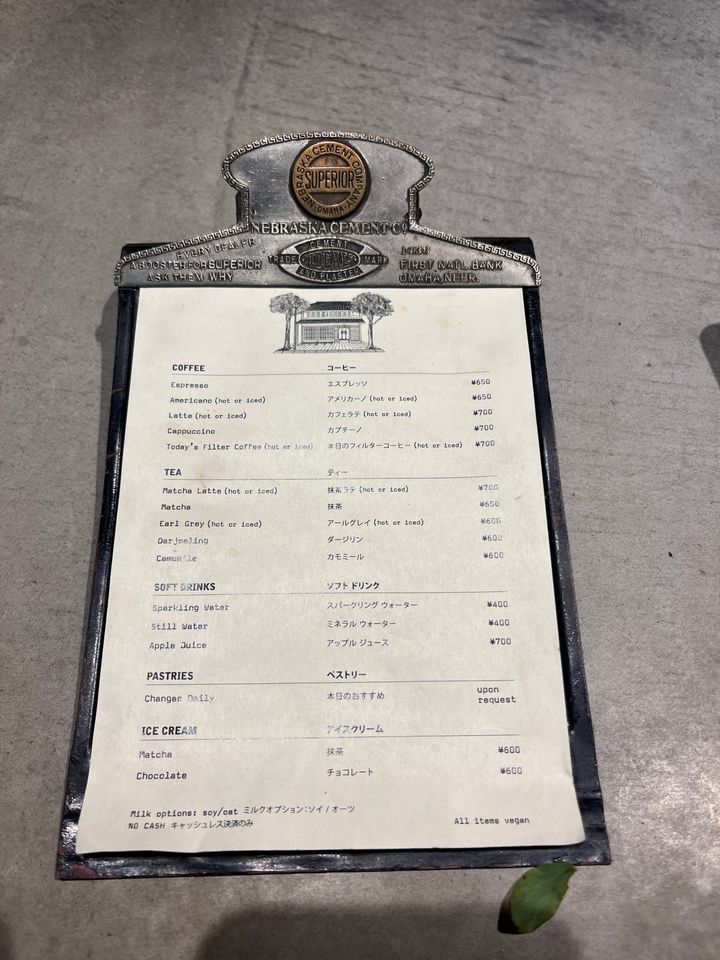 NEBRASKA CEMENT COMPANY
SUPERIOR
OMAHA
NEBRASKA CEMENT CO.
EVERY DEALER
A BOOSTER FOR SUPERIOR
ASK THEM WHY
TRADE MARK
CEMENT
AND PLASTER
FIRST NATL. BANK
OMAHA, NEBR.
COFFEE コーヒー
Espresso エスプレッソ ¥650
Americano (hot or iced) アメリカーノ (hot or iced) ¥650
Latte (hot or iced) カフェラテ (hot or iced) ¥700
Cappuccino カプチーノ ¥700
Today's Filter Coffee (hot or iced) 本日のフィルターコーヒー (hot or iced) ¥700
TEA ティー
Matcha Latte (hot or iced) 抹茶ラテ (hot or iced) ¥700
Matcha 抹茶 ¥650
Earl Grey (hot or iced) アールグレイ (hot or iced) ¥600
Darjeeling ダージリン ¥600
Camomile カモミール ¥600
SOFT DRINKS ソフト ドリンク
Sparkling Water スパークリング ウォーター ¥400
Still Water ミネラル ウォーター ¥400
Apple Juice アップル ジュース ¥700
PASTRIES ペストリー
Changes Daily 本日のおすすめ upon request
ICE CREAM アイスクリーム
Matcha 抹茶 ¥600
Chocolate チョコレート ¥600
Milk options: soy/oat ミルクオプション:ソイ / オーツ
NO CASH キャッシュレス決済のみ All items vegan